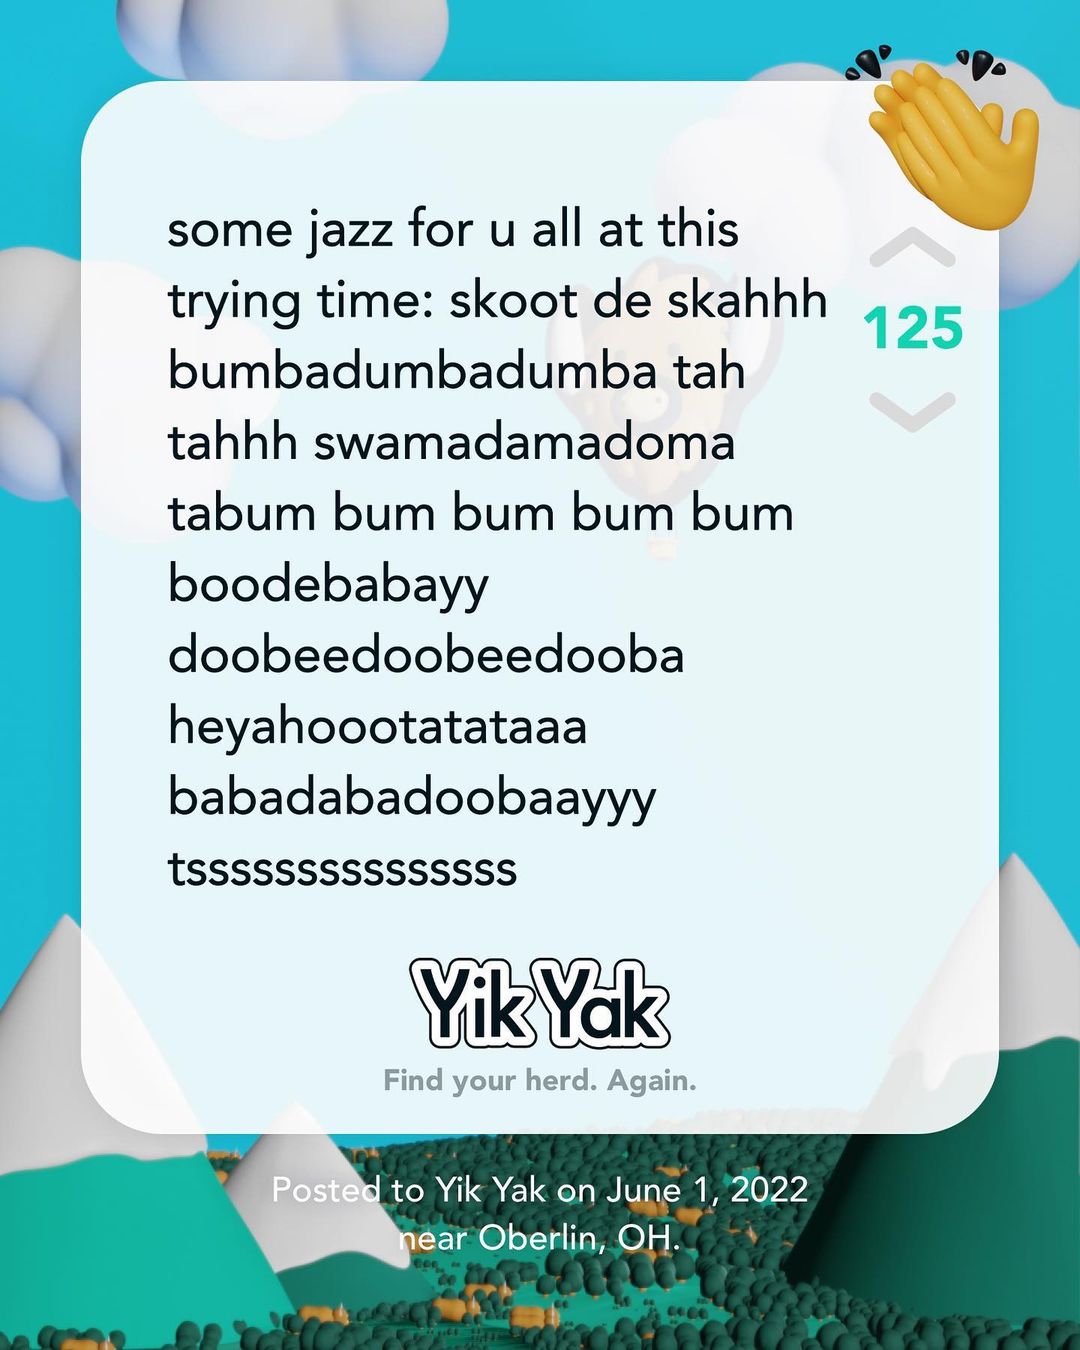 some jazz for u all at this
trying time: skoot de skahhh
bumbadumbadumba tah
tahhh swamadamadoma
tabum bum bum bum bum
boodebabayy
doobeedoobeedooba
heyahoootatataaa
babadabadoobaayyy
tsssssssssssssss
125
Yik Yak
Find your herd. Again.
Posted to Yik Yak on June 1, 2022
near Oberlin, OH.